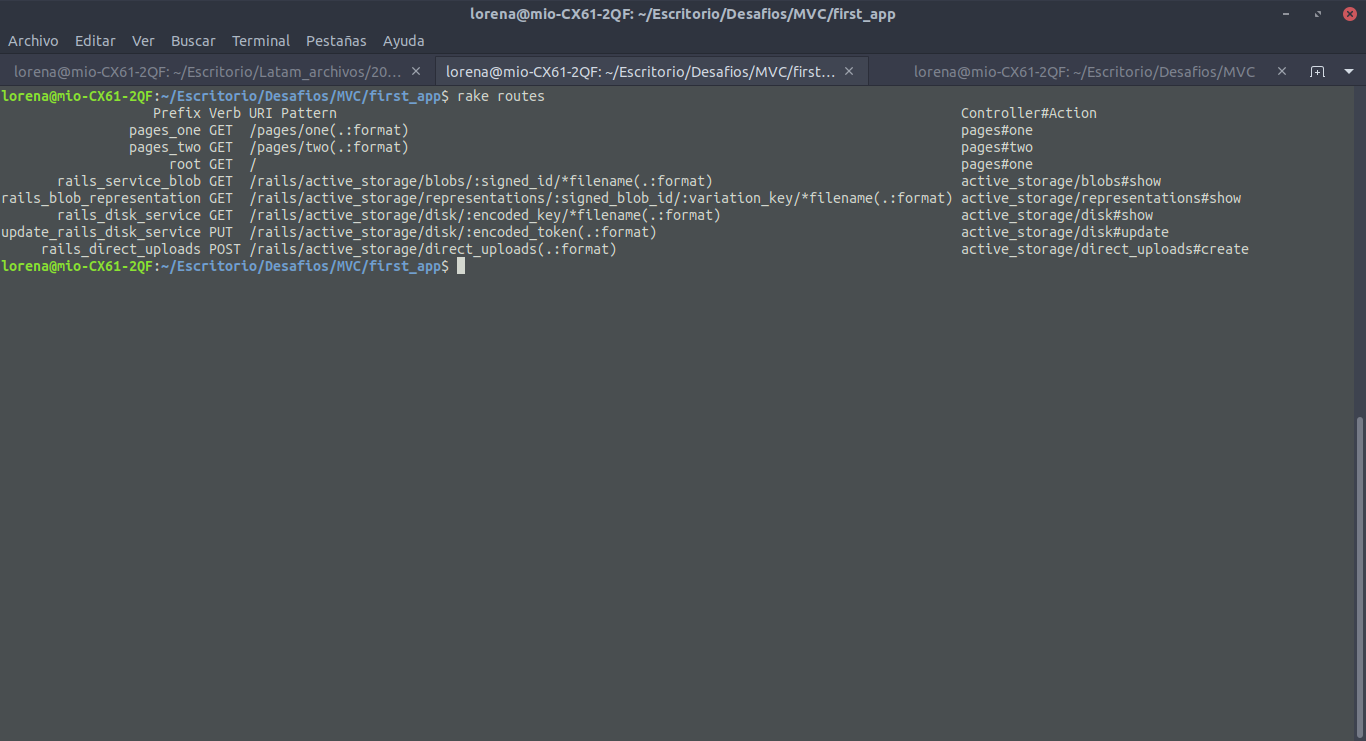 lorena@mio-CX61-2QF: ~/Escritorio/Desafios/MVC/first_app
Archivo Editar Ver Buscar Terminal Pestañas Ayuda
lorena@mio-CX61-2QF: ~/Escritorio/Latam_archivos/20... × lorena@mio-CX61-2QF: ~/Escritorio/Desafios/MVC/first... × lorena@mio-CX61-2QF: ~/Escritorio/Desafios/MVC ×
lorena@mio-CX61-2QF:~/Escritorio/Desafios/MVC/first_app$ rake routes
Prefix Verb URI Pattern Controller#Action
pages_one GET /pages/one(.:format) pages#one
pages_two GET /pages/two(.:format) pages#two
root GET / pages#one
rails_service_blob GET /rails/active_storage/blobs/:signed_id/*filename(.:format) active_storage/blobs#show
rails_blob_representation GET /rails/active_storage/representations/:signed_blob_id/:variation_key/*filename(.:format) active_storage/representations#show
rails_disk_service GET /rails/active_storage/disk/:encoded_key/*filename(.:format) active_storage/disk#show
update_rails_disk_service PUT /rails/active_storage/disk/:encoded_token(.:format) active_storage/disk#update
rails_direct_uploads POST /rails/active_storage/direct_uploads(.:format) active_storage/direct_uploads#create
lorena@mio-CX61-2QF:~/Escritorio/Desafios/MVC/first_app$